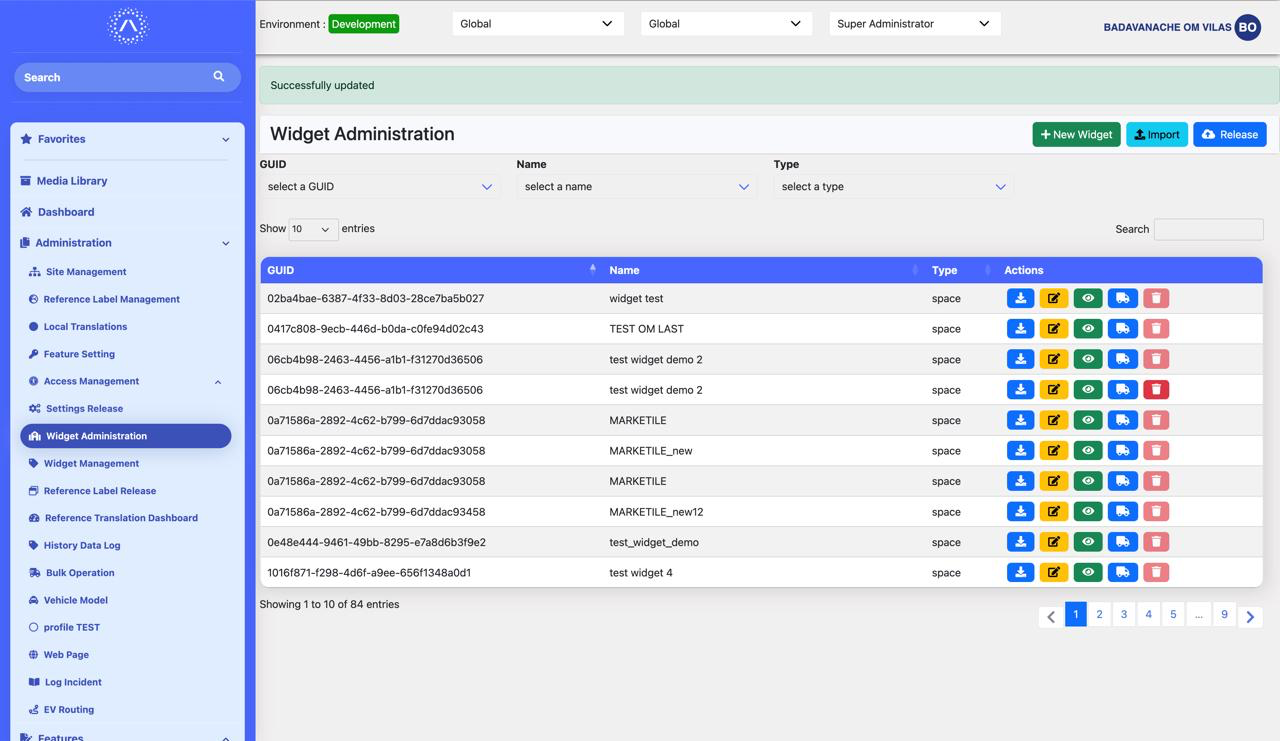 Environment : Development
Global
Global
Super Administrator
BADAVANACHE OM VILAS BO
Search
Favorites
Media Library
Dashboard
Administration
Site Management
Reference Label Management
Local Translations
Feature Setting
Access Management
Settings Release
Widget Administration
Widget Management
Reference Label Release
Reference Translation Dashboard
History Data Log
Bulk Operation
Vehicle Model
profile TEST
Web Page
Log Incident
EV Routing
Features
Successfully updated
Widget Administration
New Widget Import Release
GUID Name Type
select a GUID select a name select a type
Show 10 entries Search
GUID Name Type Actions
02ba4bae-6387-4f33-8d03-28ce7ba5b027 widget test space
0417c808-9ecb-446d-b0da-c0fe94d02c43 TEST OM LAST space
06cb4b98-2463-4456-a1b1-f31270d36506 test widget demo 2 space
06cb4b98-2463-4456-a1b1-f31270d36506 test widget demo 2 space
0a71586a-2892-4c62-b799-6d7ddac93058 MARKETILE space
0a71586a-2892-4c62-b799-6d7ddac93058 MARKETILE_new space
0a71586a-2892-4c62-b799-6d7ddac93058 MARKETILE space
0a71586a-2892-4c62-b799-6d7ddac93458 MARKETILE_new12 space
0e48e444-9461-49bb-8295-e7a8d6b3f9e2 test_widget_demo space
1016f871-f298-4d6f-a9ee-656f1348a0d1 test widget 4 space
Showing 1 to 10 of 84 entries
1 2 3 4 5 ... 9